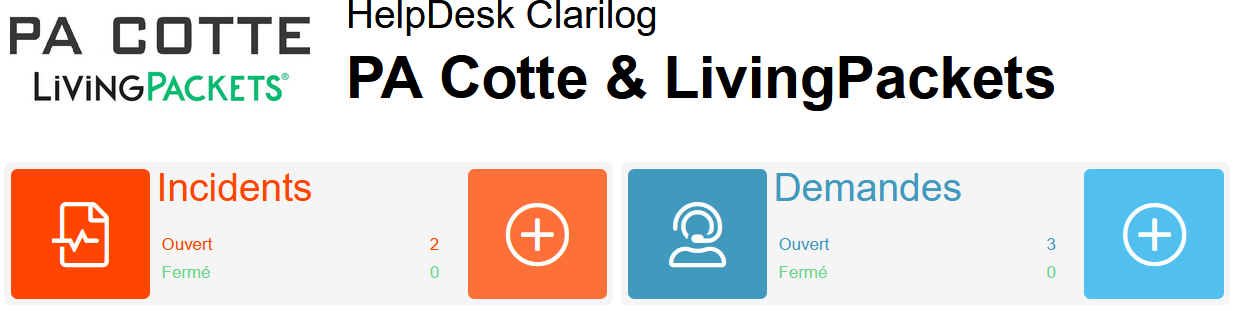 PA COTTE
LiViNGPACKETS®
HelpDesk Clarilog
PA Cotte & LivingPackets
Incidents
Ouvert 2
Fermé 0
Demandes
Ouvert 3
Fermé 0